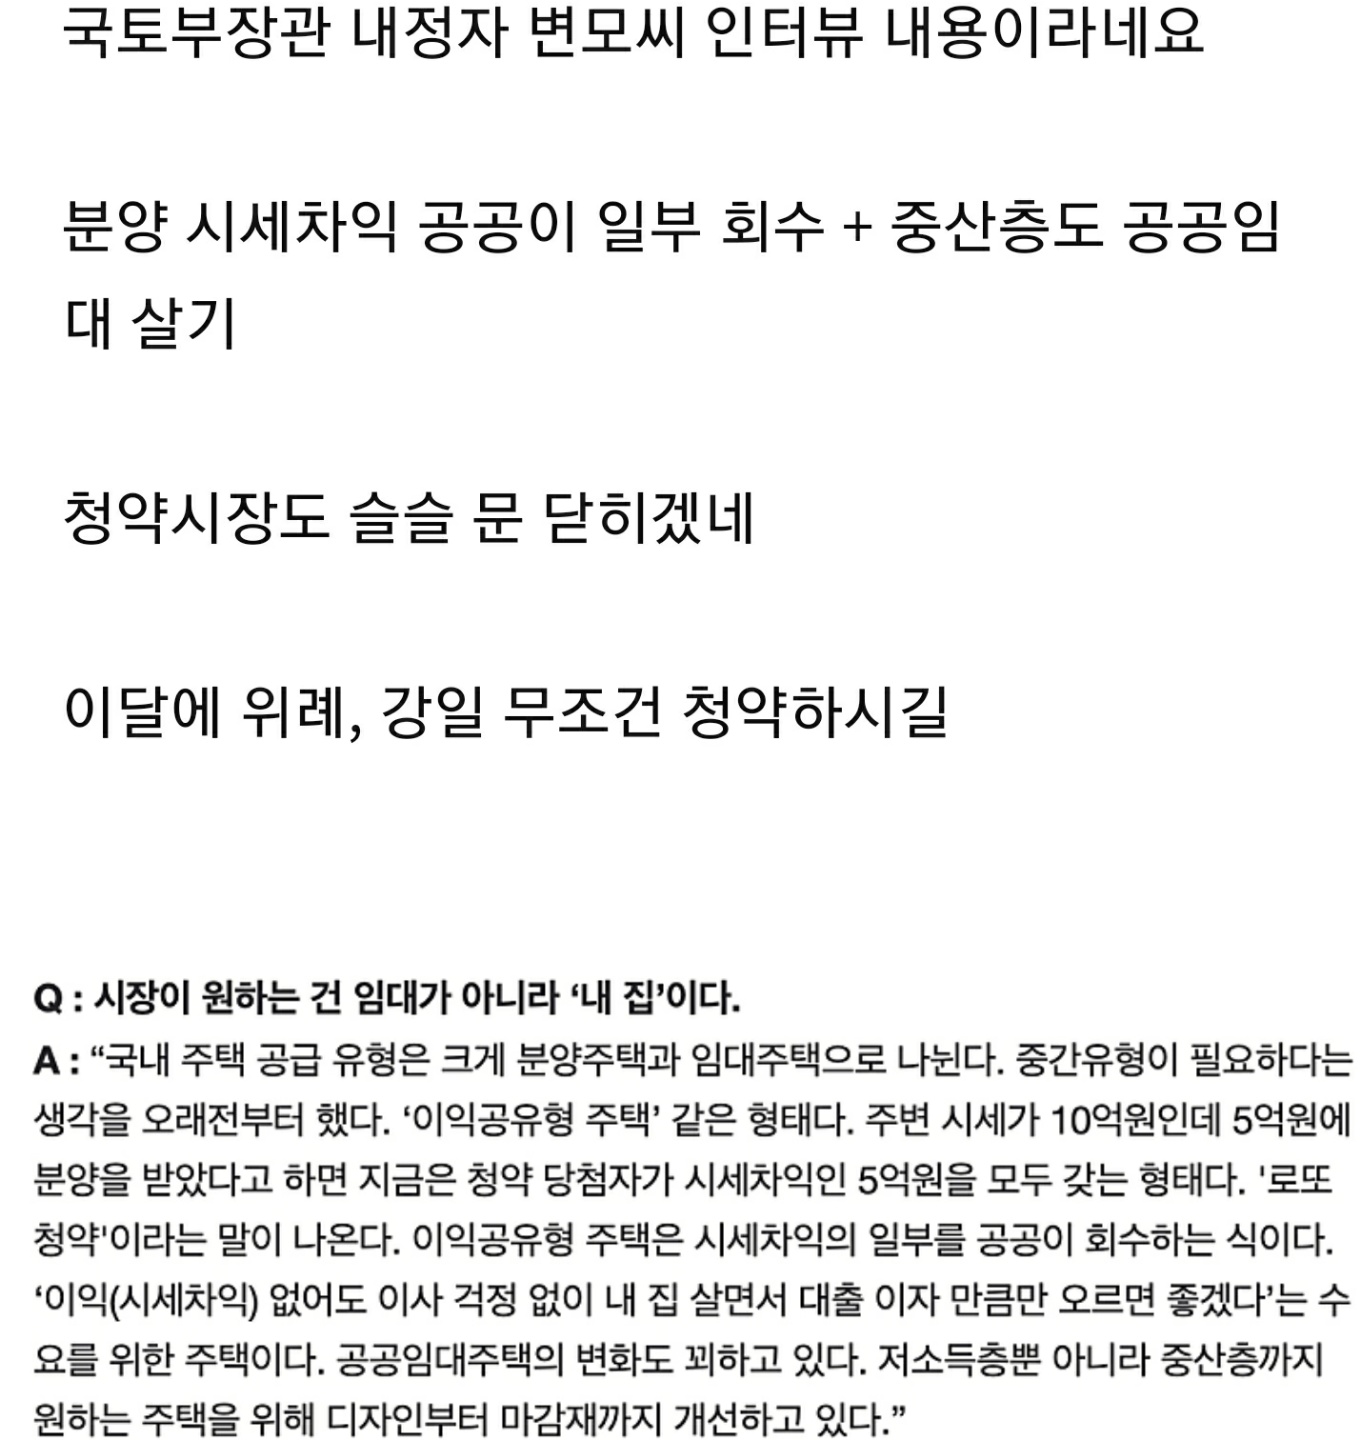 국토부장관 내정자 변모씨 인터뷰 내용이라네요
분양 시세차익 공공이 일부 회수 + 중산층도 공공임
대 살기
청약시장도 슬슬 문 닫히겠네
이달에 위례, 강일 무조건 청약하시길
Q : 시장이 원하는 건 임대가 아니라 ‘내 집’이다.
A : “국내 주택 공급 유형은 크게 분양주택과 임대주택으로 나뉜다. 중간유형이 필요하다는
생각을 오래전부터 했다. ‘이익공유형 주택’ 같은 형태다. 주변 시세가 10억원인데 5억원에
분양을 받았다고 하면 지금은 청약 당첨자가 시세차익인 5억원을 모두 갖는 형태다. '로또
청약'이라는 말이 나온다. 이익공유형 주택은 시세차익의 일부를 공공이 회수하는 식이다.
‘이익(시세차익) 없어도 이사 걱정 없이 내 집 살면서 대출 이자 만큼만 오르면 좋겠다’는 수
요를 위한 주택이다. 공공임대주택의 변화도 꾀하고 있다. 저소득층뿐 아니라 중산층까지
원하는 주택을 위해 디자인부터 마감재까지 개선하고 있다.”